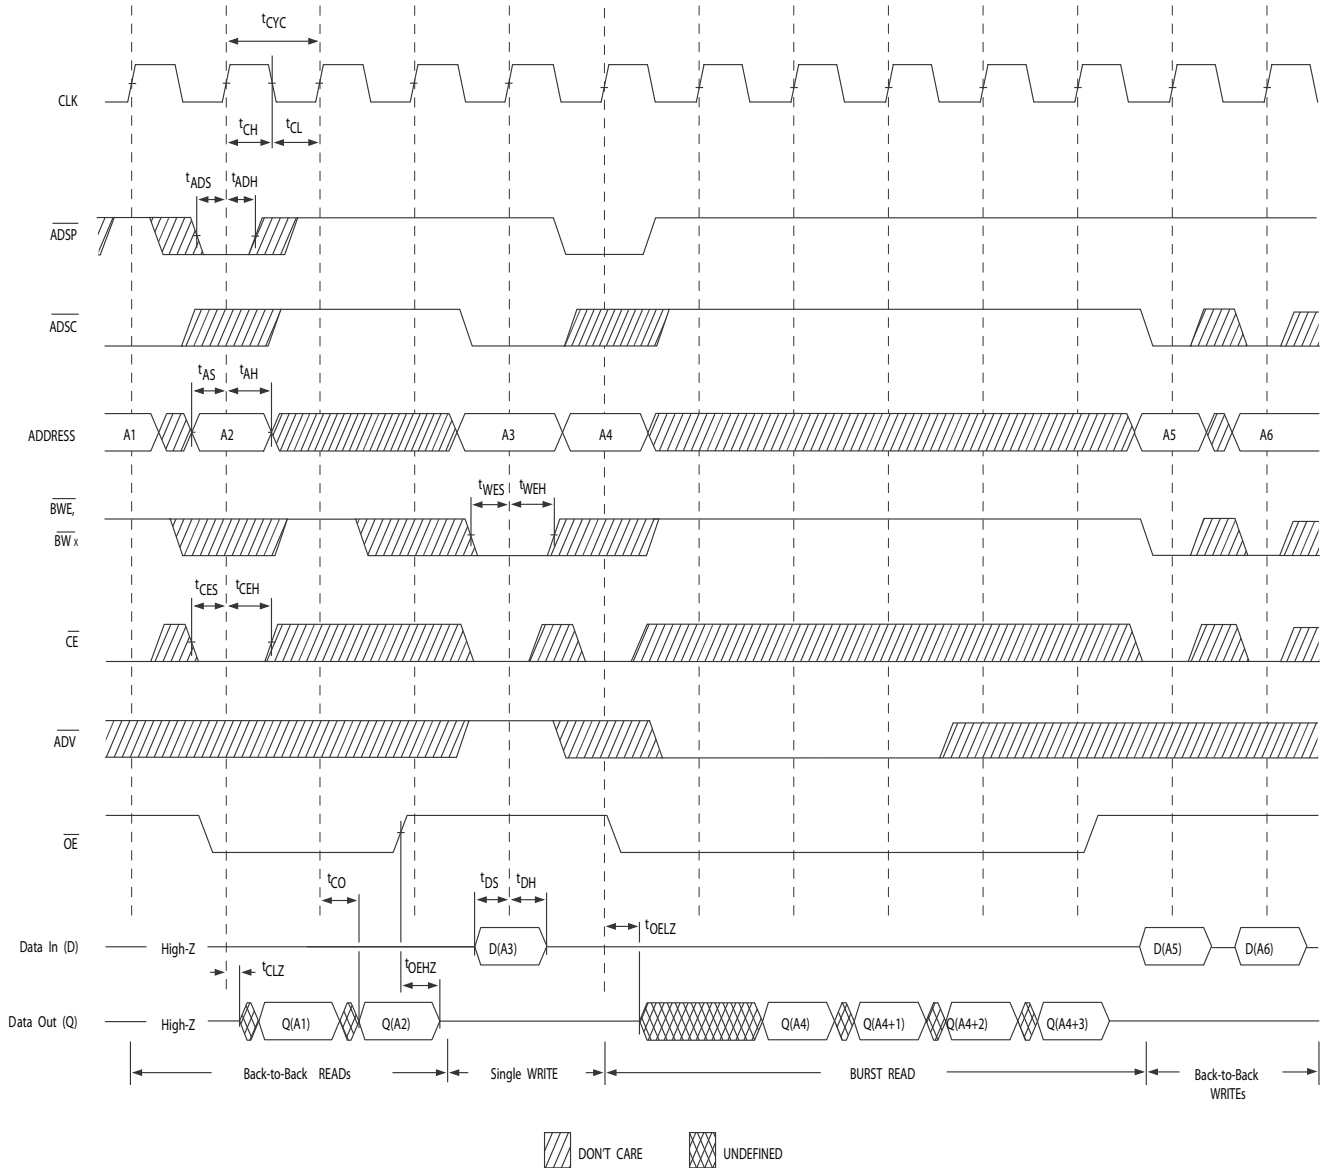 tCYC
CLK
tCH tCL
tADS tADH
ADSP
ADSC
tAS tAH
ADDRESS A1 A2 A3 A4 A5 A6
tWES tWEH
BWE,
BW x
tCES tCEH
CE
ADV
OE
tCO tDS tDH
tOELZ
Data In (D) High-Z D(A3) D(A5) D(A6)
tCLZ tOEHZ
Data Out (Q) High-Z Q(A1) Q(A2) Q(A4) Q(A4+1) Q(A4+2) Q(A4+3)
Back-to-Back READs Single WRITE BURST READ Back-to-Back
WRITEs
DON'T CARE UNDEFINED